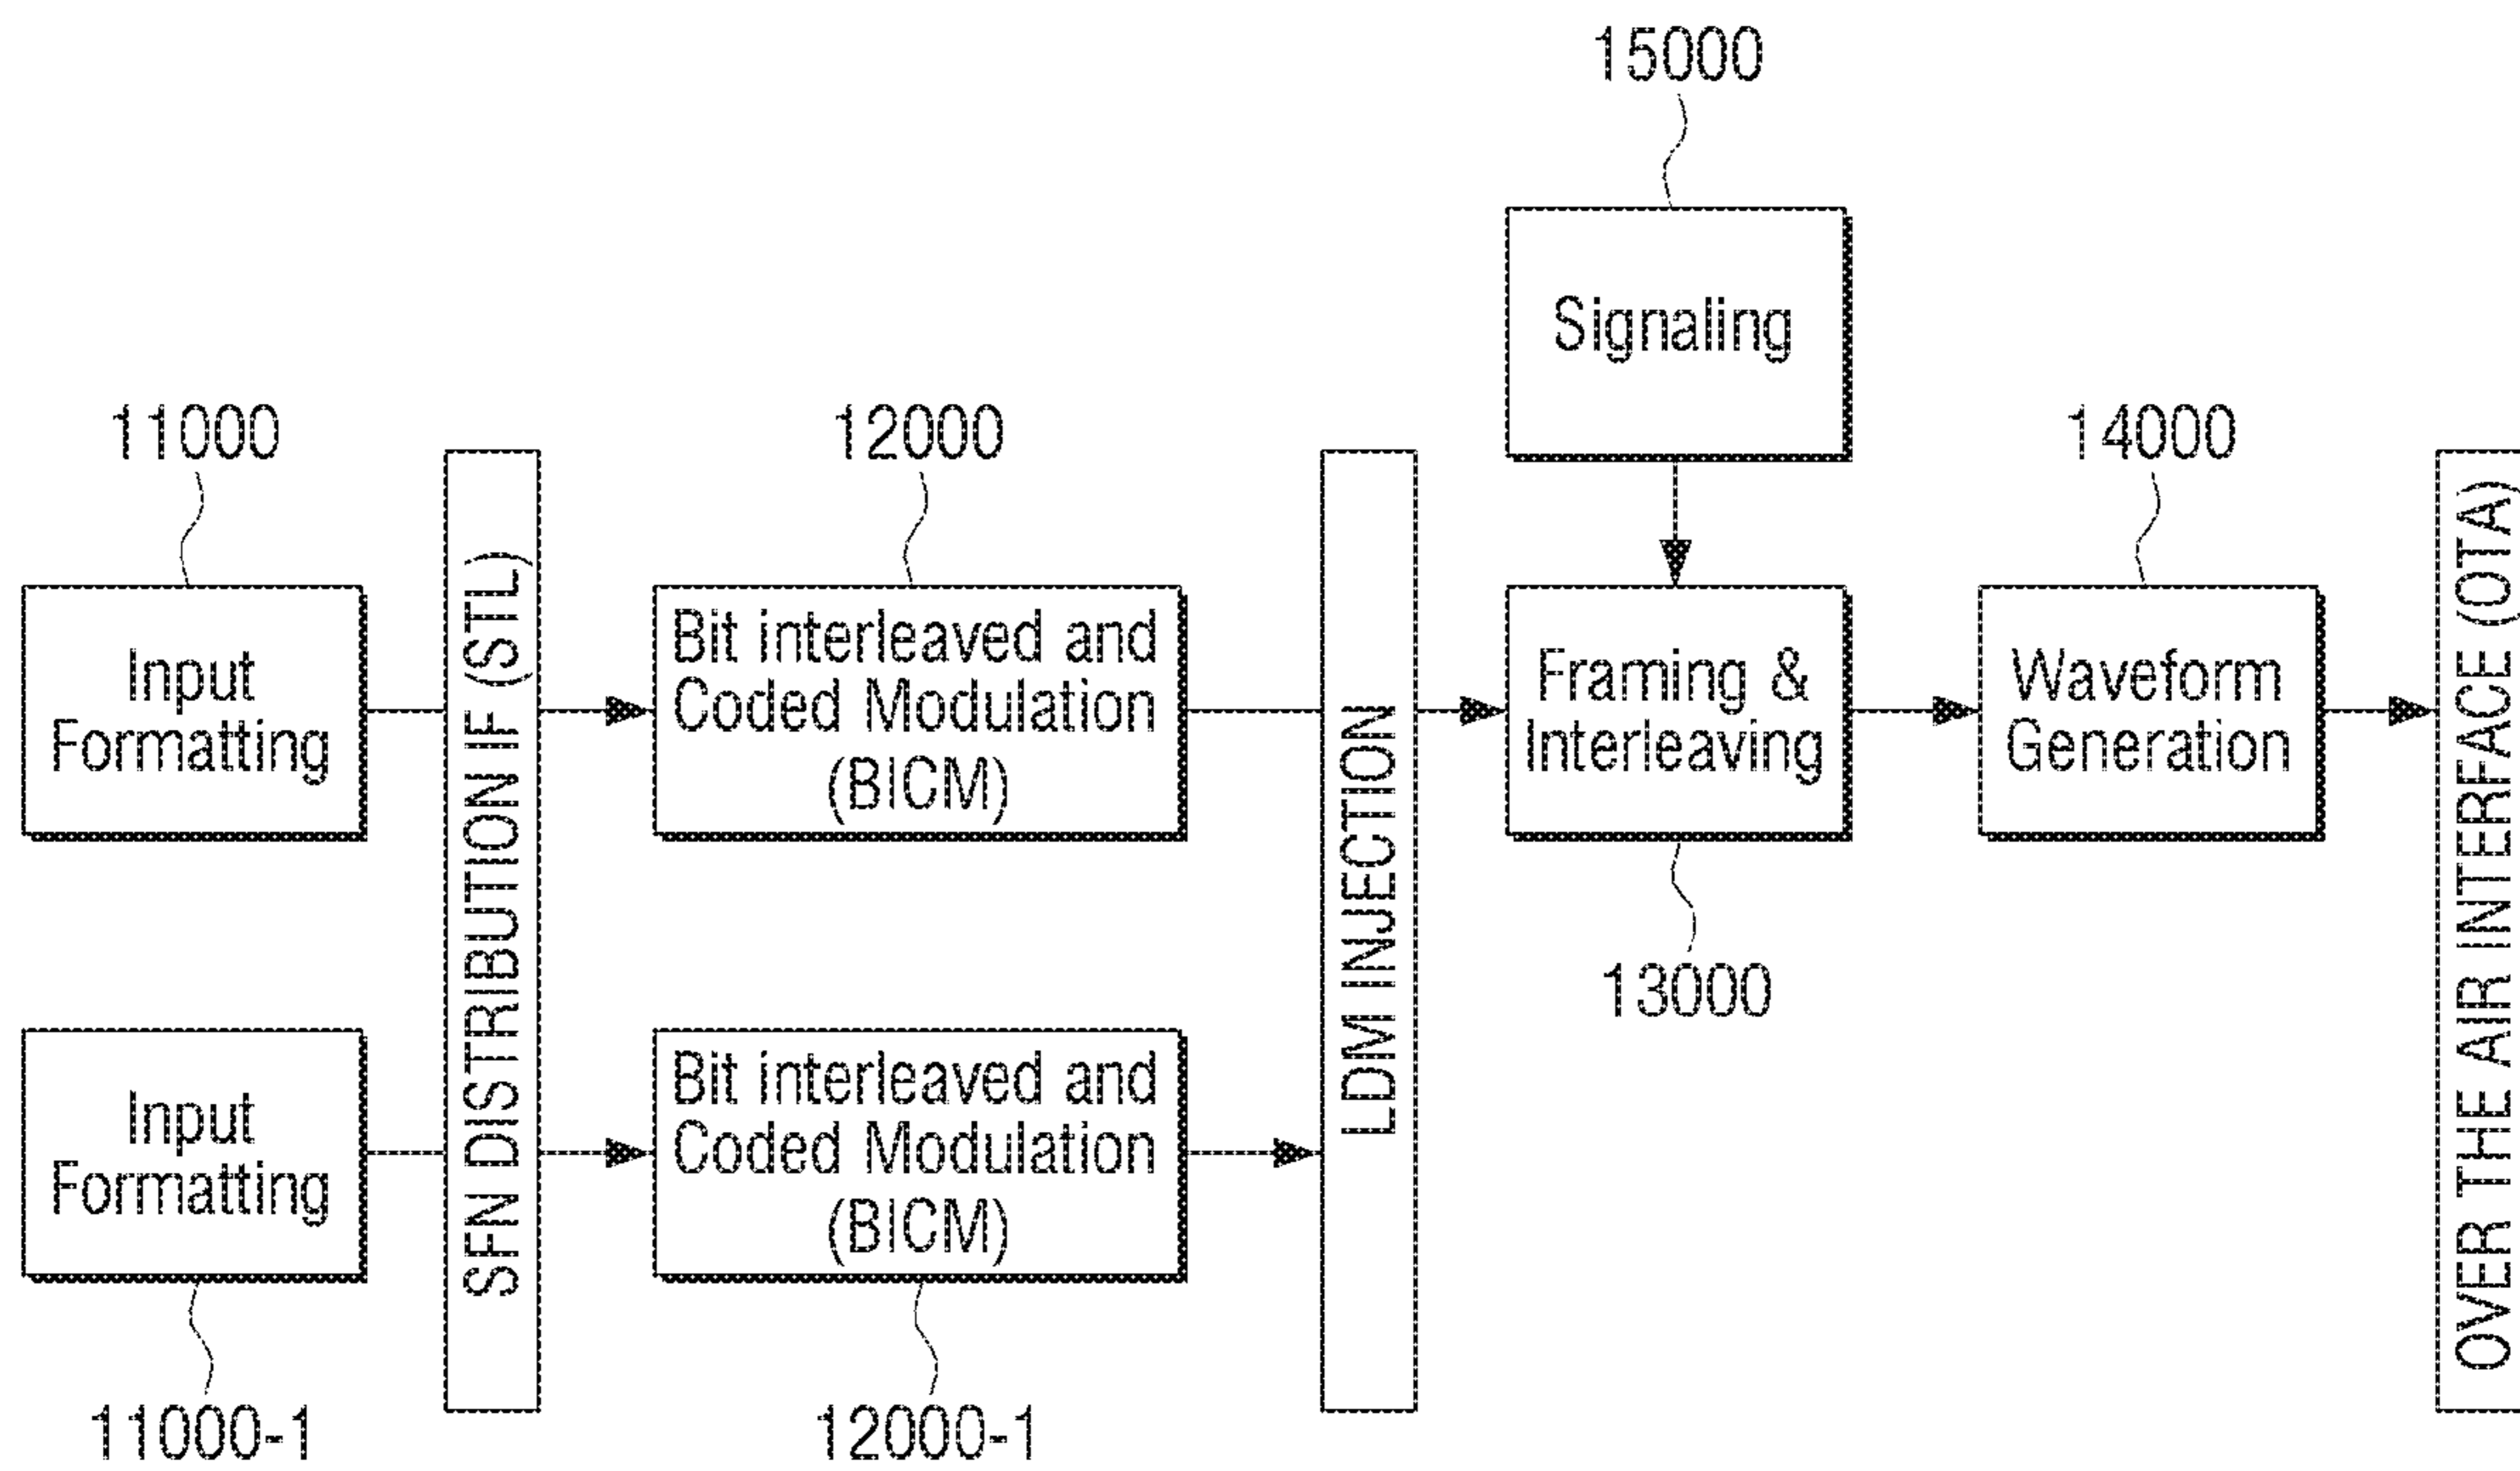 15000
Signaling
11000
12000
14000
Input
Formatting
SFN DISTRIBUTION IF (STL)
Bit interleaved and
Coded Modulation
(BICM)
LDM INJECTION
Framing &
Interleaving
Waveform
Generation
OVER THE AIR INTERFACE (OTA)
13000
Input
Formatting
Bit interleaved and
Coded Modulation
(BICM)
11000-1
12000-1